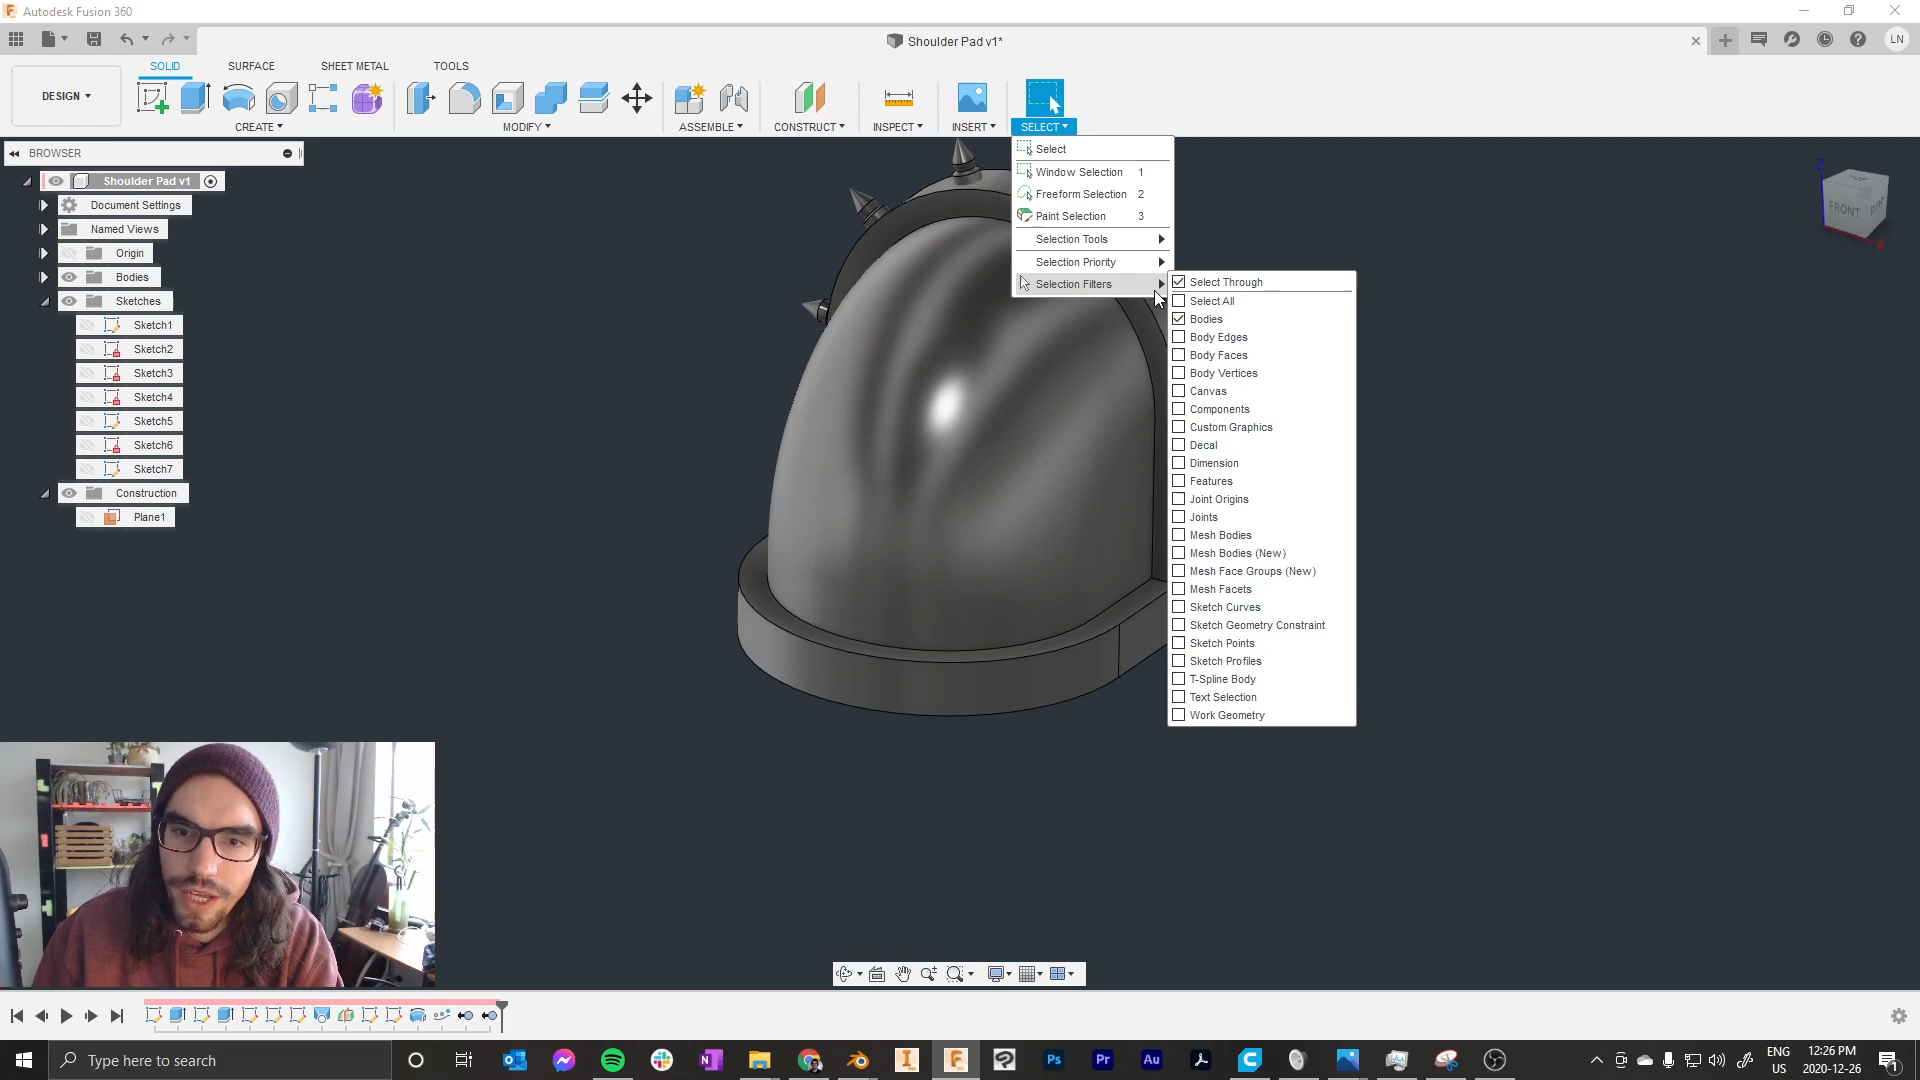 Autodesk Fusion 360
Shoulder Pad v1*
LN
DESIGN
SOLID
SURFACE
SHEET METAL
TOOLS
CREATE
MODIFY
ASSEMBLE
CONSTRUCT
INSPECT
INSERT
SELECT
BROWSER
Shoulder Pad v1
Document Settings
Named Views
Origin
Bodies
Sketches
Sketch1
Sketch2
Sketch3
Sketch4
Sketch5
Sketch6
Sketch7
Construction
Plane1
Select
Window Selection 1
Freeform Selection 2
Paint Selection 3
Selection Tools
Selection Priority
Selection Filters
Select Through
Select All
Bodies
Body Edges
Body Faces
Body Vertices
Canvas
Components
Custom Graphics
Decal
Dimension
Features
Joint Origins
Joints
Mesh Bodies
Mesh Bodies (New)
Mesh Face Groups (New)
Mesh Facets
Sketch Curves
Sketch Geometry Constraint
Sketch Points
Sketch Profiles
T-Spline Body
Text Selection
Work Geometry
Z
TOP
FRONT
RIGHT
X
Type here to search
Ps
Pr
Au
ENG
US
12:26 PM
2020-12-26
1